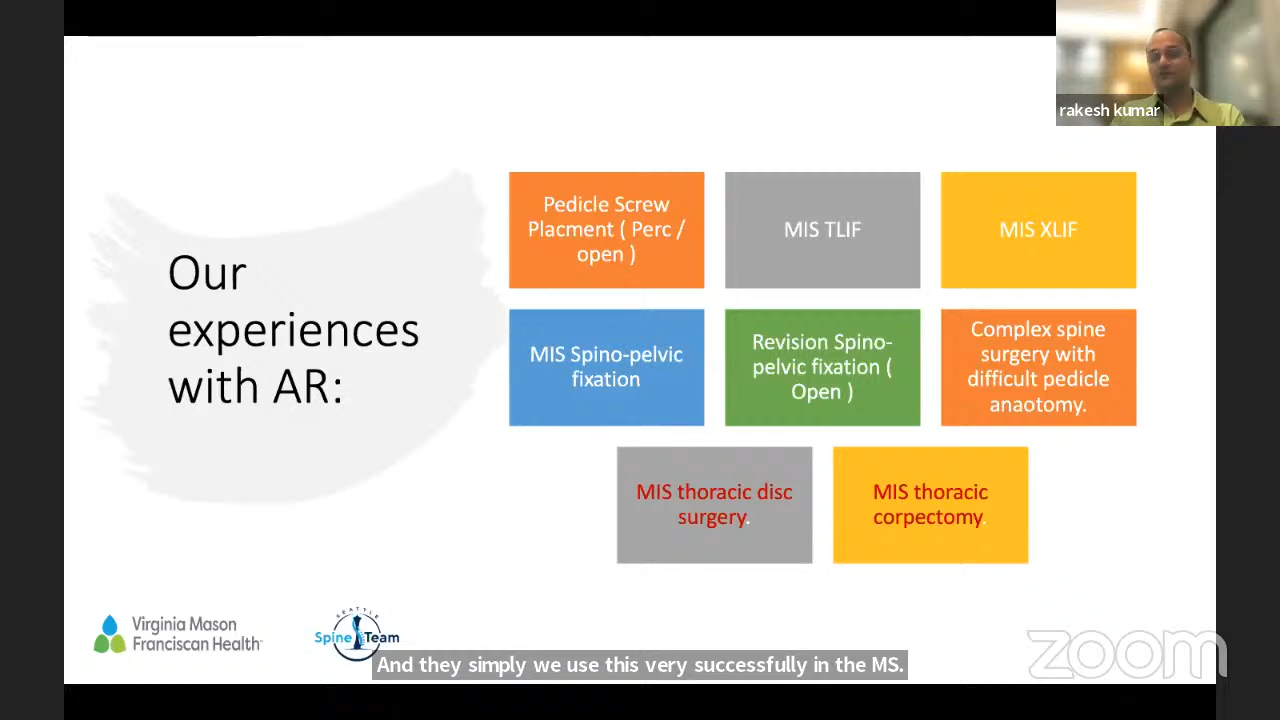 rakesh kumar
Our
experiences
with AR:
Pedicle Screw
Placment ( Perc /
open )
MIS TLIF
MIS XLIF
MIS Spino-pelvic
fixation
Revision Spino-
pelvic fixation (
Open )
Complex spine
surgery with
difficult pedicle
anaotomy.
MIS thoracic disc
surgery.
MIS thoracic
corpectomy.
Virginia Mason
Franciscan Health
SEATTLE
Spine Team
And they simply we use this very successfully in the MS.
zoom